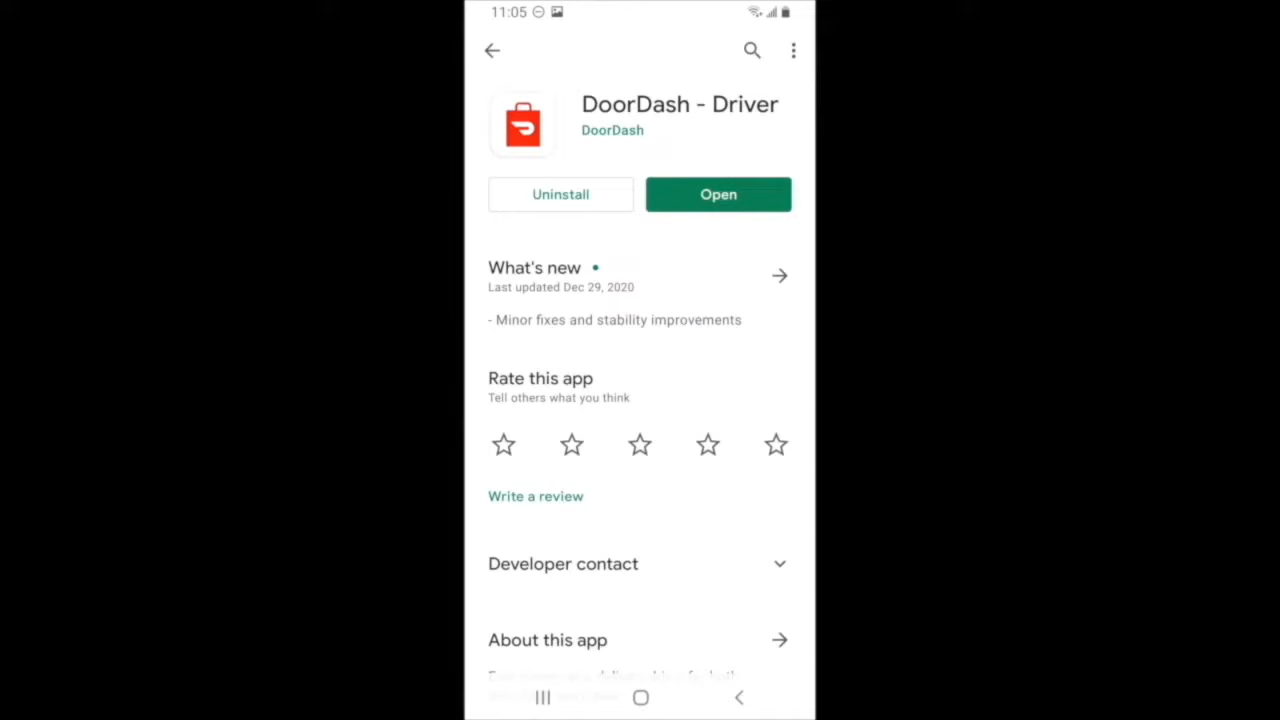 11:05
DoorDash - Driver
DoorDash
Uninstall
Open
What's new
Last updated Dec 29, 2020
- Minor fixes and stability improvements
Rate this app
Tell others what you think
Write a review
Developer contact
About this app